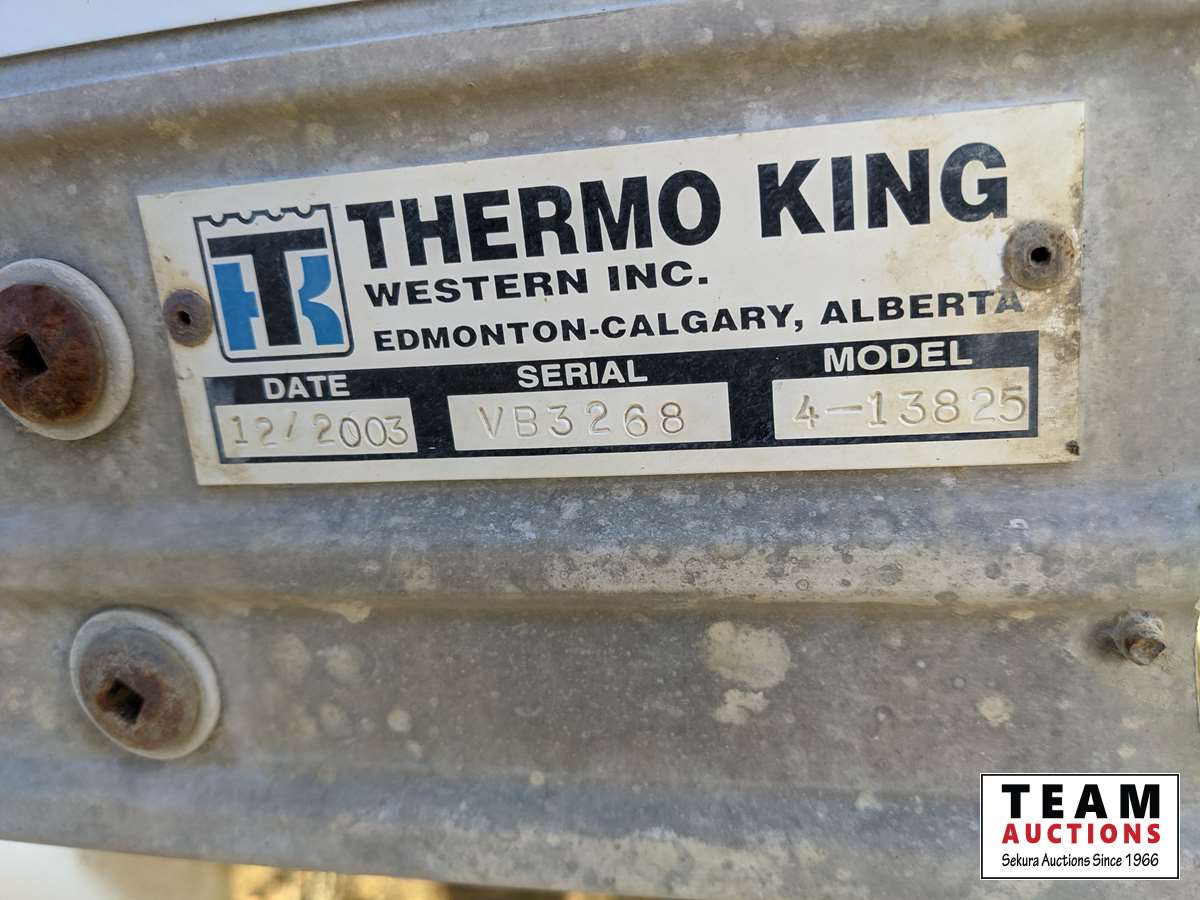 TK THERMO KING
WESTERN INC.
EDMONTON-CALGARY, ALBERTA
DATE SERIAL MODEL
12/2003 VB3268 4-13825
TEAM
AUCTIONS
Sekura Auctions Since 1966